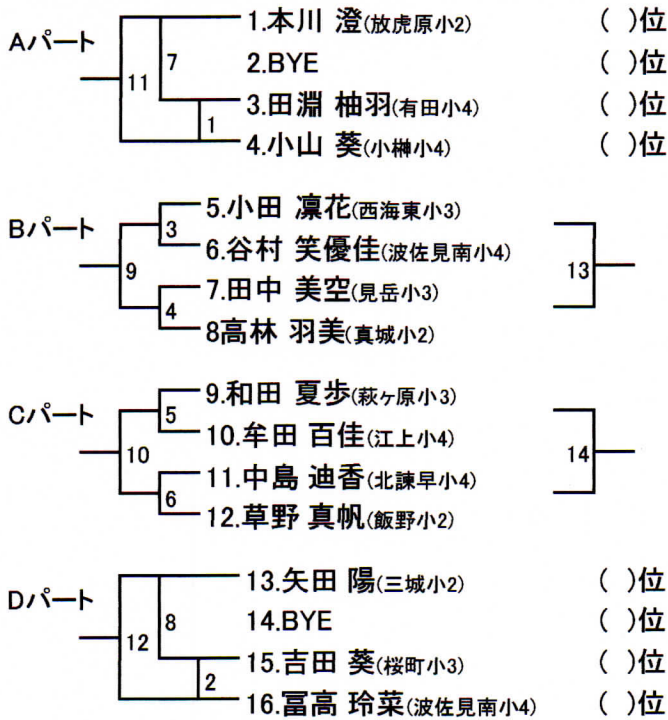 Aパート
1.本川 澄(放虎原小2) ( )位
7
2.BYE ( )位
11
3.田淵 柚羽(有田小4) ( )位
1
4.小山 葵(小榊小4) ( )位
Bパート
5.小田 凛花(西海東小3)
3
6.谷村 笑優佳(波佐見南小4)
9
13
7.田中 美空(見岳小3)
4
8高林 羽美(真城小2)
Cパート
9.和田 夏歩(萩ヶ原小3)
5
10.牟田 百佳(江上小4)
10
14
11.中島 迪香(北諫早小4)
6
12.草野 真帆(飯野小2)
Dパート
13.矢田 陽(三城小2) ( )位
8
14.BYE ( )位
12
15.吉田 葵(桜町小3) ( )位
2
16.冨高 玲菜(波佐見南小4) ( )位